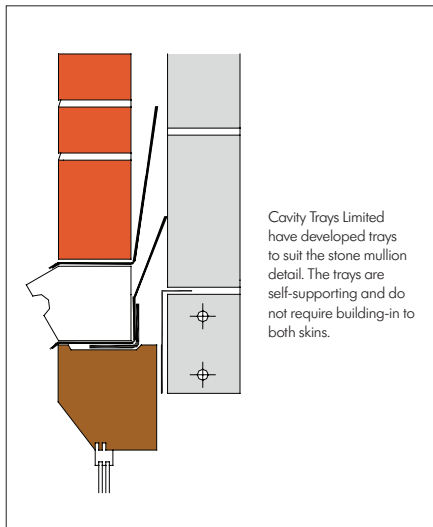 Cavity Trays Limited
have developed trays
to suit the stone mullion
detail. The trays are
self-supporting and do
not require building-in to
both skins.